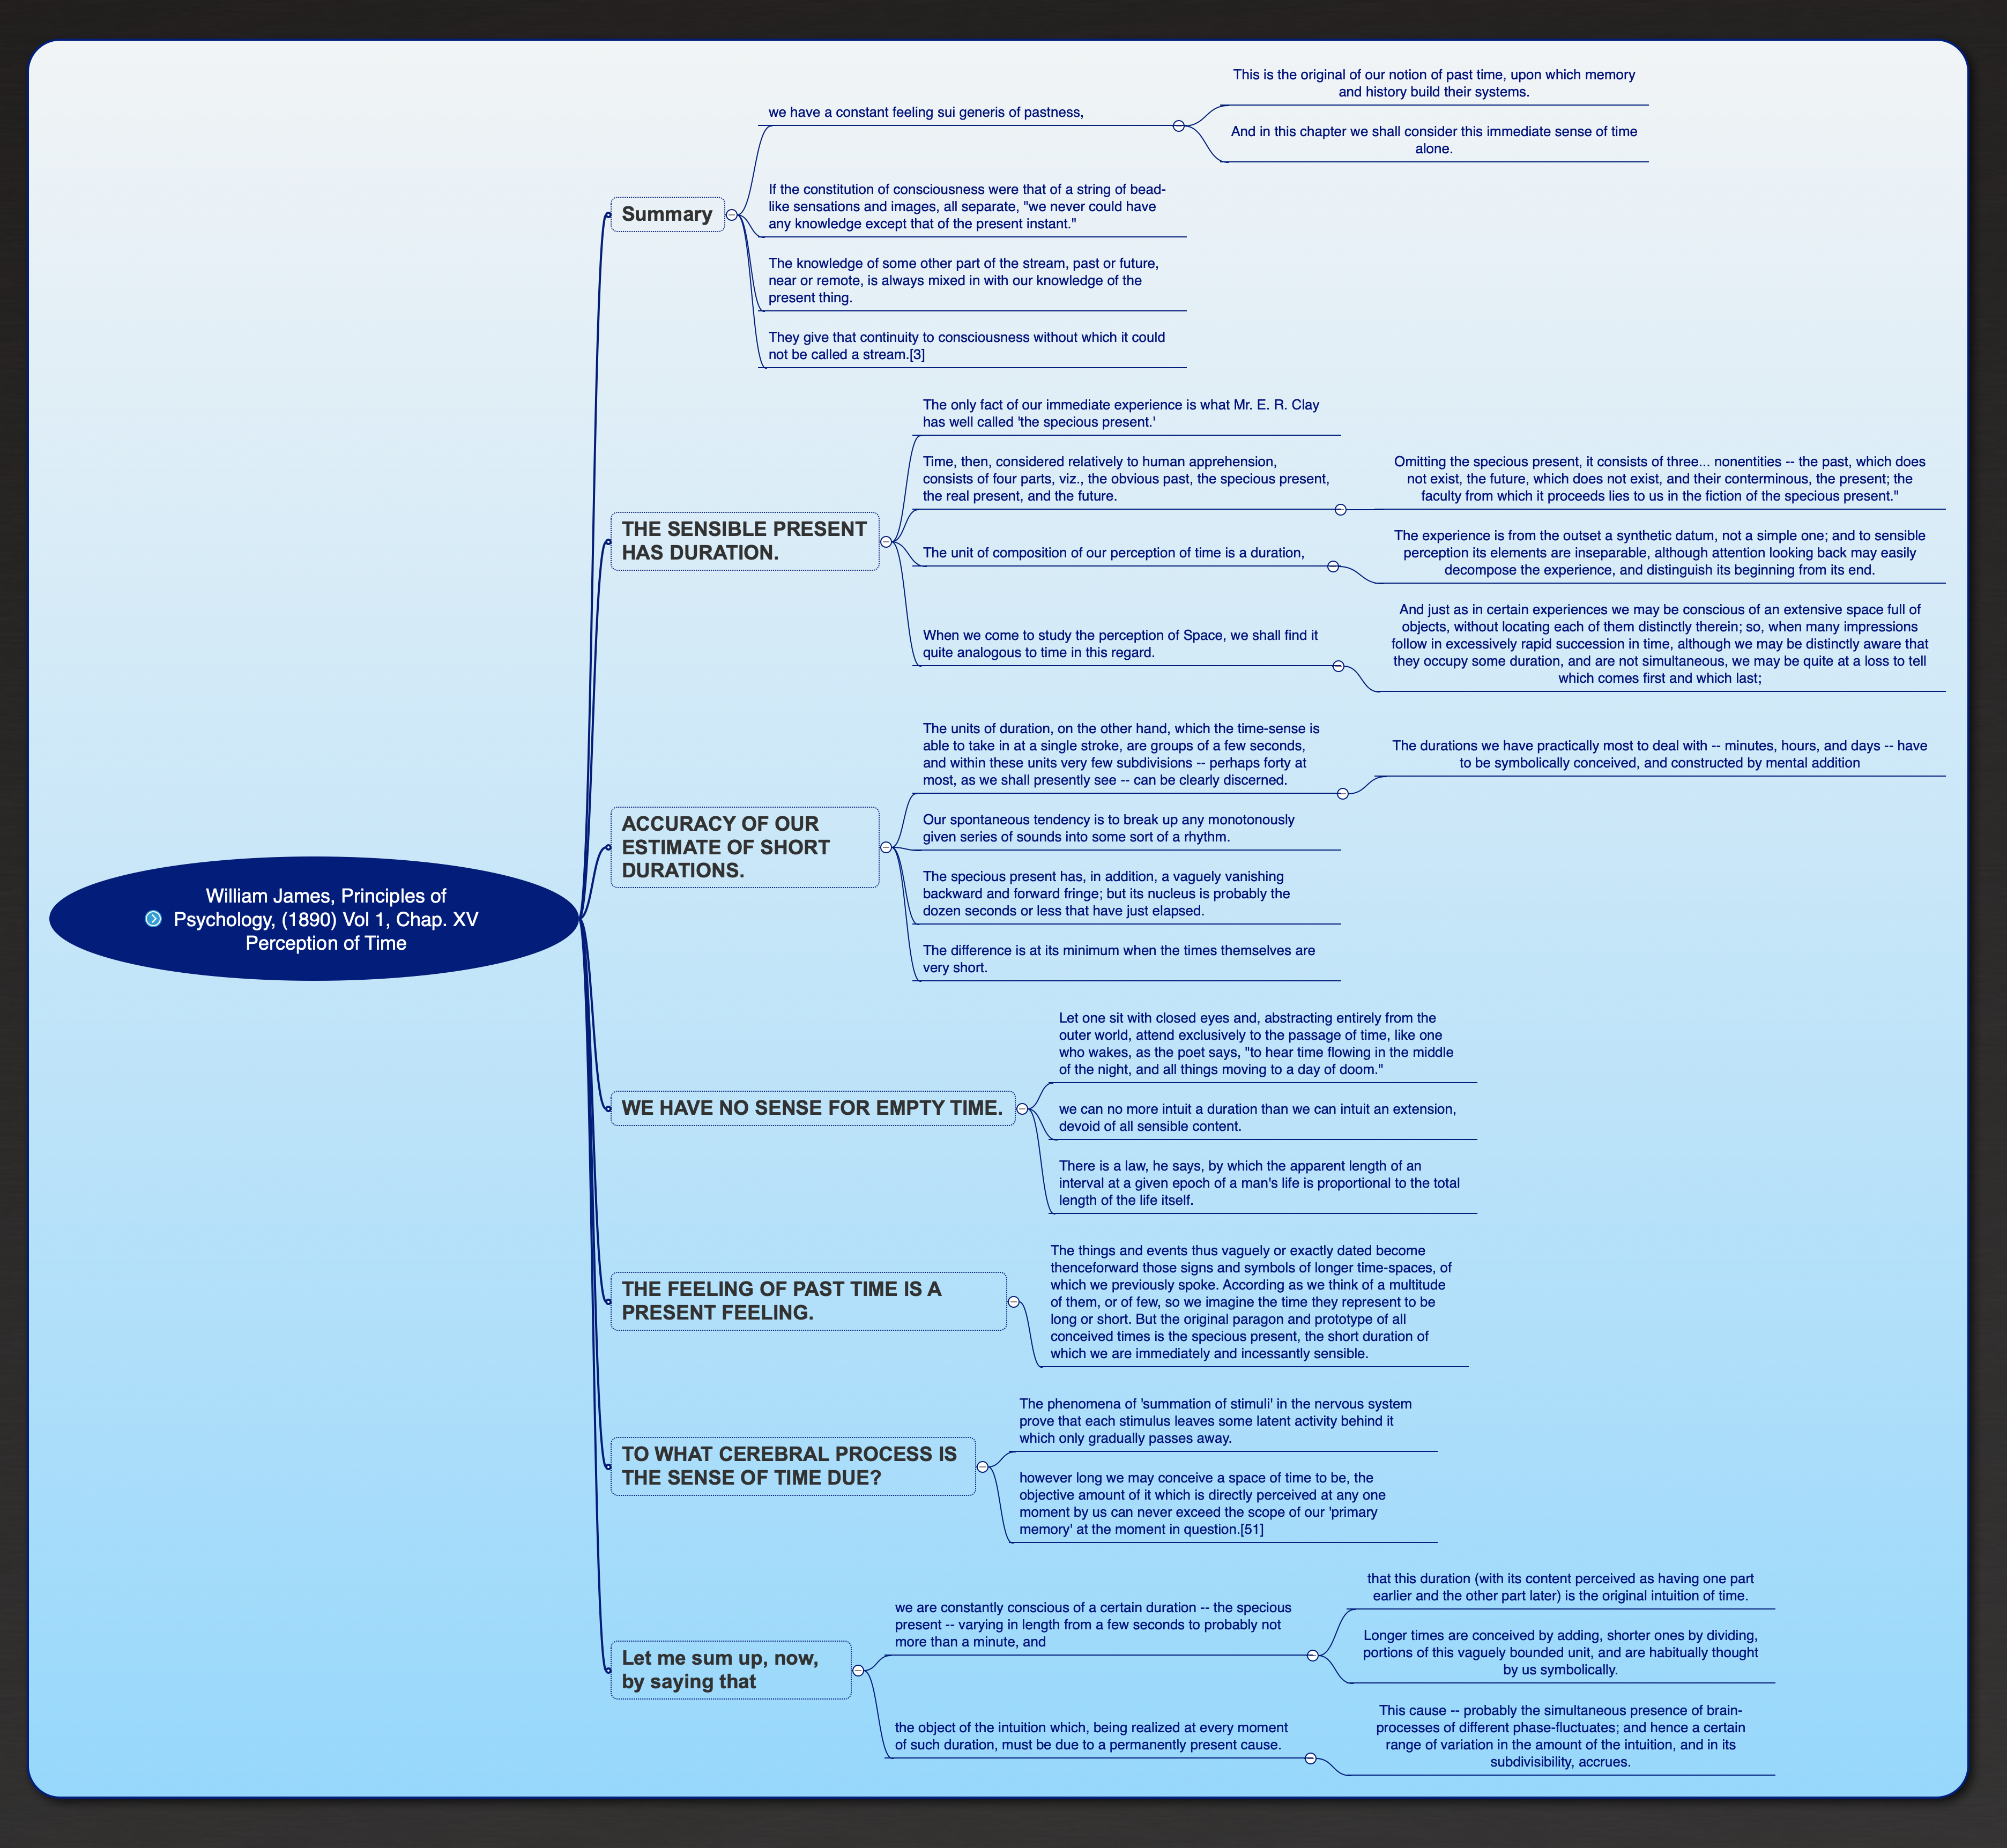 William James, Principles of
Psychology, (1890) Vol 1, Chap. XV
Perception of Time
Summary
we have a constant feeling sui generis of pastness,
This is the original of our notion of past time, upon which memory
and history build their systems.
And in this chapter we shall consider this immediate sense of time
alone.
If the constitution of consciousness were that of a string of bead-
like sensations and images, all separate, "we never could have
any knowledge except that of the present instant."
The knowledge of some other part of the stream, past or future,
near or remote, is always mixed in with our knowledge of the
present thing.
They give that continuity to consciousness without which it could
not be called a stream.[3]
THE SENSIBLE PRESENT
HAS DURATION.
The only fact of our immediate experience is what Mr. E. R. Clay
has well called 'the specious present.'
Time, then, considered relatively to human apprehension,
consists of four parts, viz., the obvious past, the specious present,
the real present, and the future.
Omitting the specious present, it consists of three... nonentities -- the past, which does
not exist, the future, which does not exist, and their conterminous, the present; the
faculty from which it proceeds lies to us in the fiction of the specious present."
The unit of composition of our perception of time is a duration,
The experience is from the outset a synthetic datum, not a simple one; and to sensible
perception its elements are inseparable, although attention looking back may easily
decompose the experience, and distinguish its beginning from its end.
When we come to study the perception of Space, we shall find it
quite analogous to time in this regard.
And just as in certain experiences we may be conscious of an extensive space full of
objects, without locating each of them distinctly therein; so, when many impressions
follow in excessively rapid succession in time, although we may be distinctly aware that
they occupy some duration, and are not simultaneous, we may be quite at a loss to tell
which comes first and which last;
ACCURACY OF OUR
ESTIMATE OF SHORT
DURATIONS.
The units of duration, on the other hand, which the time-sense is
able to take in at a single stroke, are groups of a few seconds,
and within these units very few subdivisions -- perhaps forty at
most, as we shall presently see -- can be clearly discerned.
The durations we have practically most to deal with -- minutes, hours, and days -- have
to be symbolically conceived, and constructed by mental addition
Our spontaneous tendency is to break up any monotonously
given series of sounds into some sort of a rhythm.
The specious present has, in addition, a vaguely vanishing
backward and forward fringe; but its nucleus is probably the
dozen seconds or less that have just elapsed.
The difference is at its minimum when the times themselves are
very short.
WE HAVE NO SENSE FOR EMPTY TIME.
Let one sit with closed eyes and, abstracting entirely from the
outer world, attend exclusively to the passage of time, like one
who wakes, as the poet says, "to hear time flowing in the middle
of the night, and all things moving to a day of doom."
we can no more intuit a duration than we can intuit an extension,
devoid of all sensible content.
There is a law, he says, by which the apparent length of an
interval at a given epoch of a man's life is proportional to the total
length of the life itself.
THE FEELING OF PAST TIME IS A
PRESENT FEELING.
The things and events thus vaguely or exactly dated become
thenceforward those signs and symbols of longer time-spaces, of
which we previously spoke. According as we think of a multitude
of them, or of few, so we imagine the time they represent to be
long or short. But the original paragon and prototype of all
conceived times is the specious present, the short duration of
which we are immediately and incessantly sensible.
TO WHAT CEREBRAL PROCESS IS
THE SENSE OF TIME DUE?
The phenomena of 'summation of stimuli' in the nervous system
prove that each stimulus leaves some latent activity behind it
which only gradually passes away.
however long we may conceive a space of time to be, the
objective amount of it which is directly perceived at any one
moment by us can never exceed the scope of our 'primary
memory' at the moment in question.[51]
Let me sum up, now,
by saying that
we are constantly conscious of a certain duration -- the specious
present -- varying in length from a few seconds to probably not
more than a minute, and
that this duration (with its content perceived as having one part
earlier and the other part later) is the original intuition of time.
Longer times are conceived by adding, shorter ones by dividing,
portions of this vaguely bounded unit, and are habitually thought
by us symbolically.
the object of the intuition which, being realized at every moment
of such duration, must be due to a permanently present cause.
This cause -- probably the simultaneous presence of brain-
processes of different phase-fluctuates; and hence a certain
range of variation in the amount of the intuition, and in its
subdivisibility, accrues.